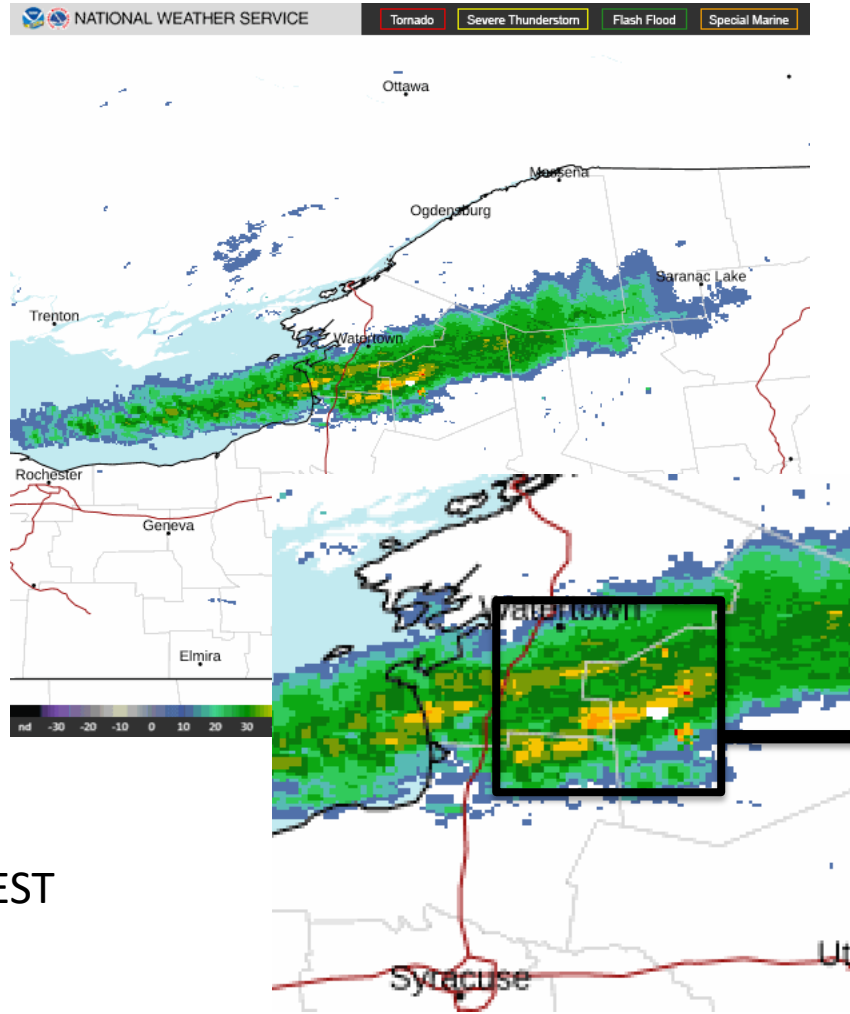 NATIONAL WEATHER SERVICE
Tornado Severe Thunderstorm Flash Flood Special Marine
Ottawa
Massena
Ogdensburg
Saranac Lake
Trenton
Watertown
Rochester
Geneva
Elmira
nd -30 -20 -10 0 10 20 30
Watertown
EST
Ut
Syracuse